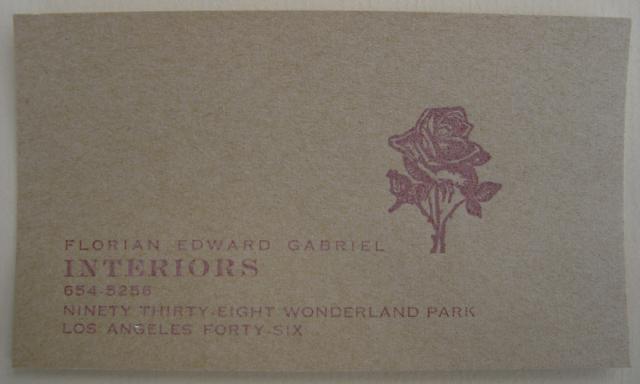 FLORIAN EDWARD GABRIEL
INTERIORS
654-5256
NINETY THIRTY-EIGHT WONDERLAND PARK
LOS ANGELES FORTY-SIX